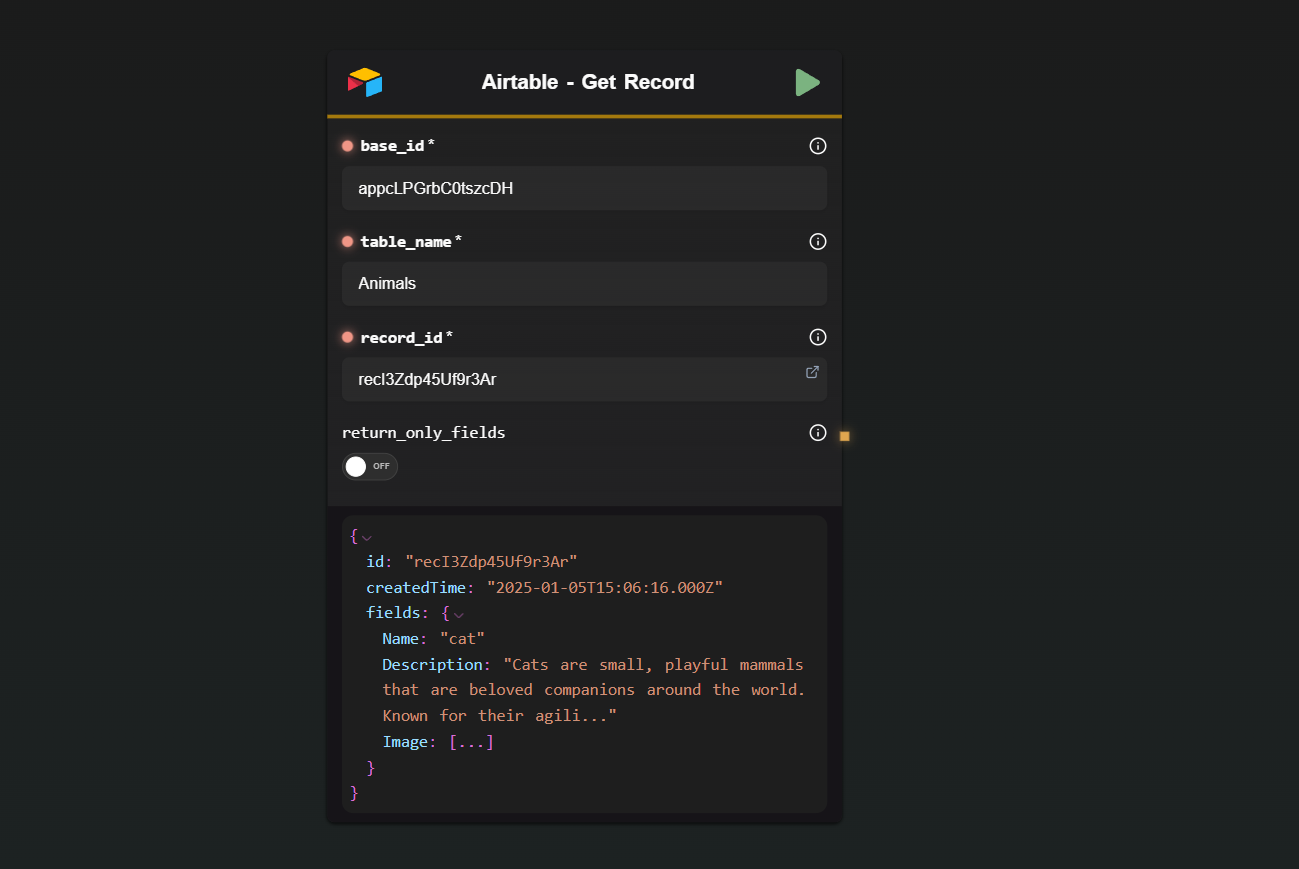 Airtable - Get Record
base_id*
appcLPGrbC0tszcDH
table_name*
Animals
record_id*
recI3Zdp45Uf9r3Ar
return_only_fields
OFF
{
id: "recI3Zdp45Uf9r3Ar"
createdTime: "2025-01-05T15:06:16.000Z"
fields: {
Name: "cat"
Description: "Cats are small, playful mammals
that are beloved companions around the world.
Known for their agili..."
Image: [...]
}
}